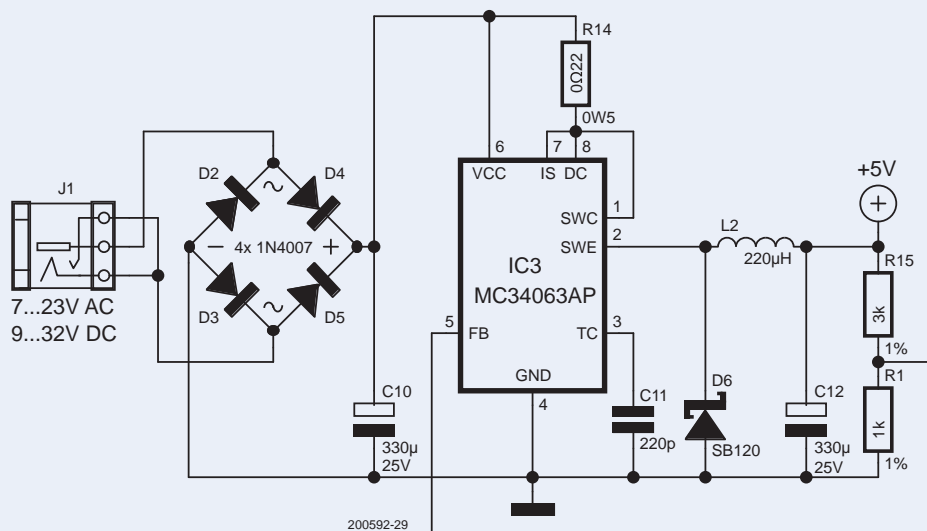 J1
7...23V AC
9...32V DC
D2
D4
D3
D5
~
~
− 4x 1N4007 +
C10
330µ
25V
R14
0Ω22
0W5
6
7
8
VCC
IS
DC
1
SWC
2
SWE
IC3
MC34063AP
5
FB
3
TC
GND
4
C11
220p
D6
SB120
L2
220µH
+5V
+
R15
3k
1%
C12
330µ
25V
R1
1k
1%
200592-29